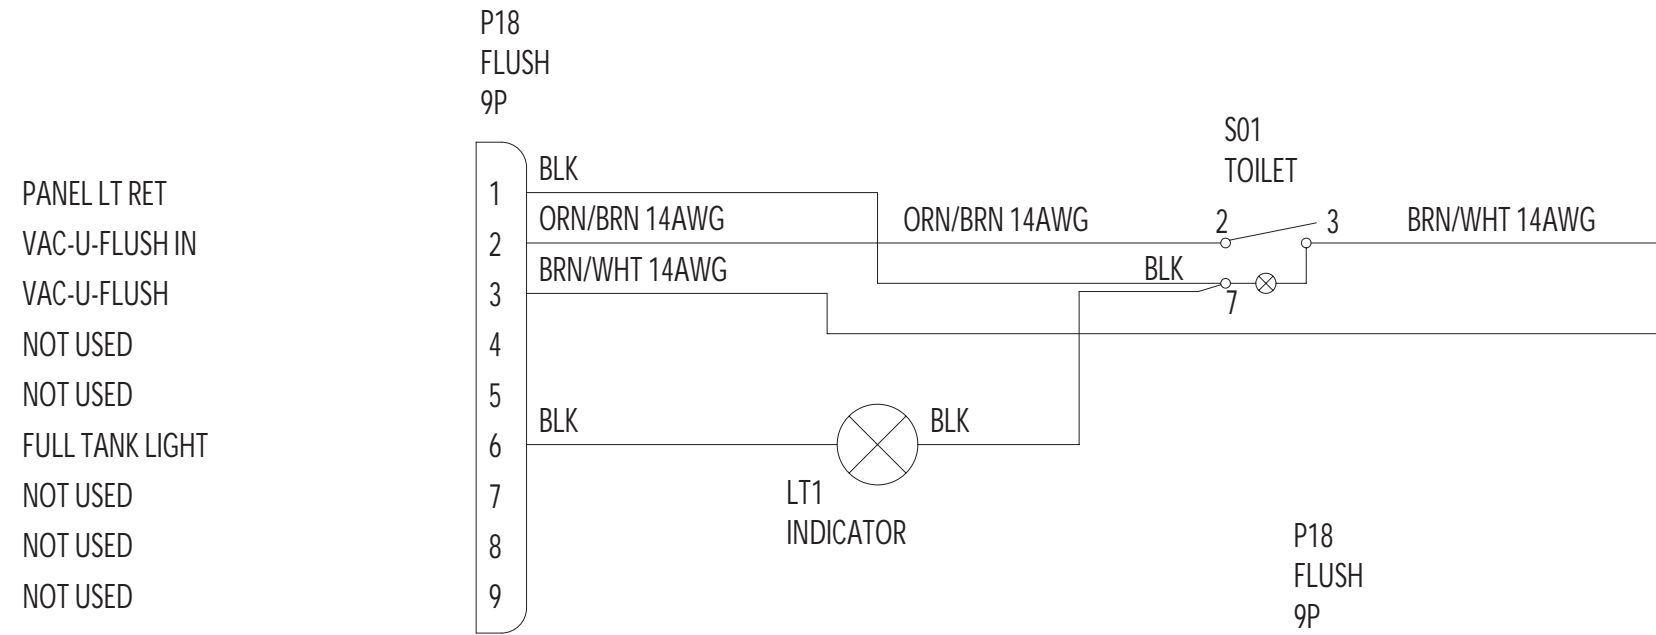 P18
FLUSH
9P
S01
TOILET
PANEL LT RET 1 BLK
VAC-U-FLUSH IN 2 ORN/BRN 14AWG ORN/BRN 14AWG 2 3 BRN/WHT 14AWG
VAC-U-FLUSH 3 BRN/WHT 14AWG BLK 7
NOT USED 4
NOT USED 5
FULL TANK LIGHT 6 BLK BLK
NOT USED 7
NOT USED 8
NOT USED 9
LT1
INDICATOR
P18
FLUSH
9P